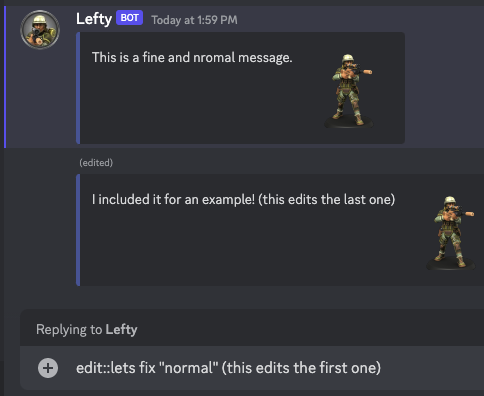 Lefty BOT Today at 1:59 PM
This is a fine and nromal message.
(edited)
I included it for an example! (this edits the last one)
Replying to Lefty
edit::lets fix "normal" (this edits the first one)